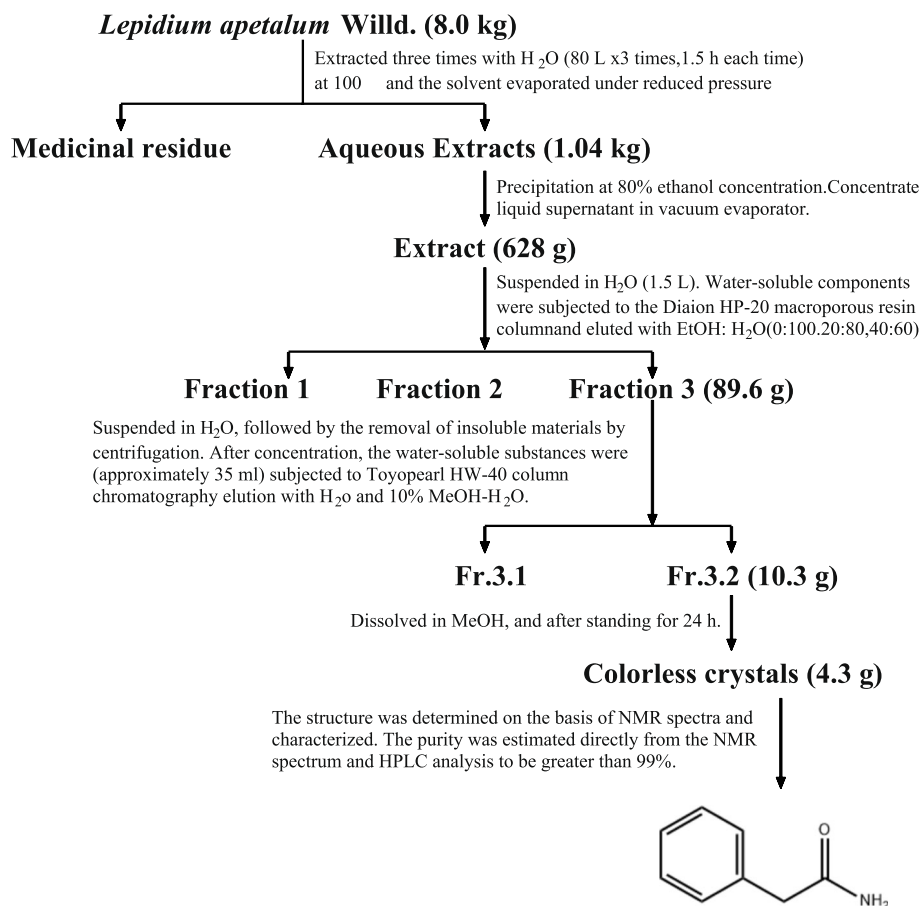 Lepidium apetalum Willd. (8.0 kg)
Extracted three times with H2O (80 L x3 times,1.5 h each time)
at 100 and the solvent evaporated under reduced pressure
Medicinal residue
Aqueous Extracts (1.04 kg)
Precipitation at 80% ethanol concentration.Concentrate
liquid supernatant in vacuum evaporator.
Extract (628 g)
Suspended in H2O (1.5 L). Water-soluble components
were subjected to the Diaion HP-20 macroporous resin
columnand eluted with EtOH: H2O(0:100.20:80,40:60)
Fraction 1
Fraction 2
Fraction 3 (89.6 g)
Suspended in H2O, followed by the removal of insoluble materials by
centrifugation. After concentration, the water-soluble substances were
(approximately 35 ml) subjected to Toyopearl HW-40 column
chromatography elution with H2o and 10% MeOH-H2O.
Fr.3.1
Fr.3.2 (10.3 g)
Dissolved in MeOH, and after standing for 24 h.
Colorless crystals (4.3 g)
The structure was determined on the basis of NMR spectra and
characterized. The purity was estimated directly from the NMR
spectrum and HPLC analysis to be greater than 99%.
O
NH2